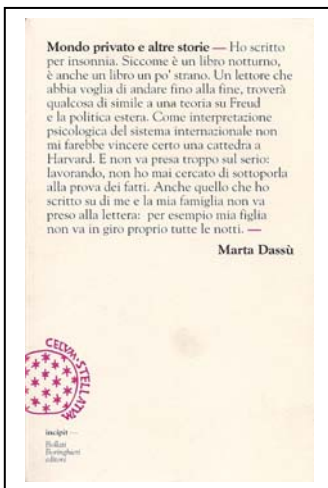 Mondo privato e altre storie — Ho scritto
per insonnia. Siccome è un libro notturno,
è anche un libro un po' strano. Un lettore che
abbia voglia di andare fino alla fine, troverà
qualcosa di simile a una teoria su Freud
e la politica estera. Come interpretazione
psicologica del sistema internazionale non
mi farebbe vincere certo una cattedra a
Harvard. E non va presa troppo sul serio:
lavorando, non ho mai cercato di sottoporla
alla prova dei fatti. Anche quello che ho
scritto su di me e la mia famiglia non va
preso alla lettera: per esempio mia figlia
non va in giro proprio tutte le notti. —
Marta Dassù
CELVM·STELLATVM
incipit —
Bollati
Boringhieri
editore